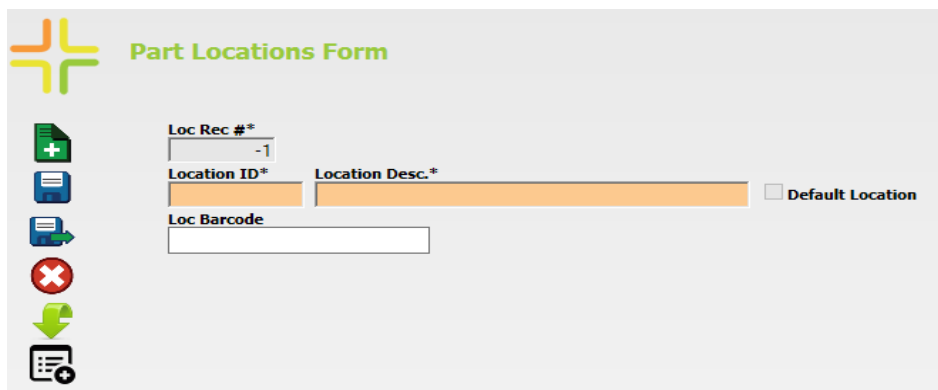 Part Locations Form
Loc Rec #*
-1
Location ID* Location Desc.*
Default Location
Loc Barcode